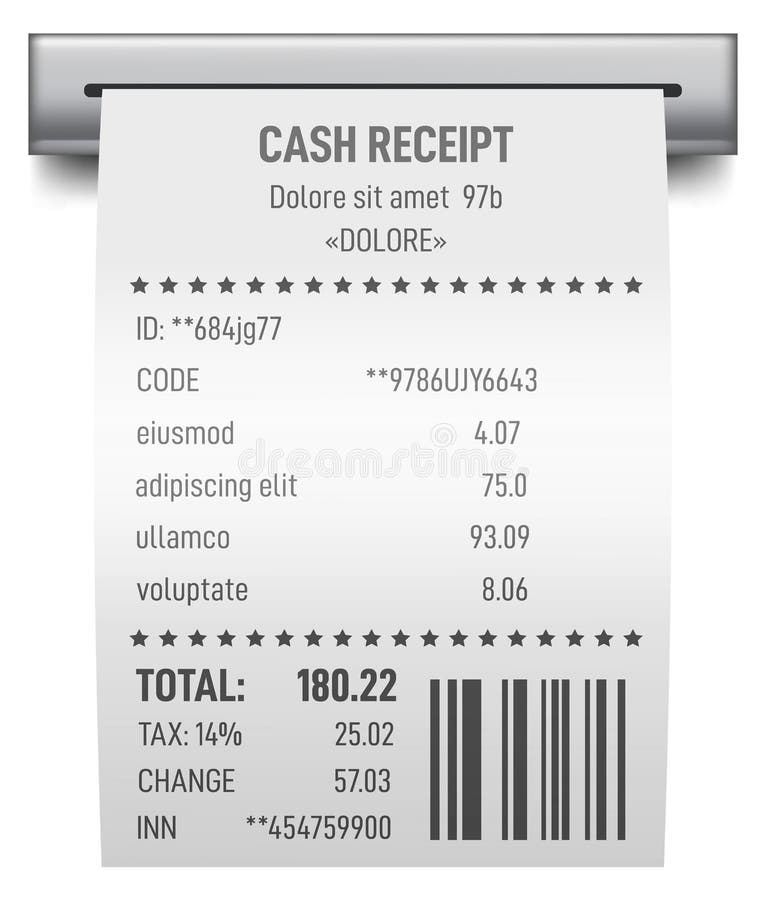 CASH RECEIPT
Dolore sit amet 97b
«DOLORE»
ID: **684jg77
CODE **9786UJY6643
eiusmod 4.07
dreamstime.com
adipiscing elit 75.0
ullamco 93.09
voluptate 8.06
TOTAL: 180.22
TAX: 14% 25.02
CHANGE 57.03
INN **454759900